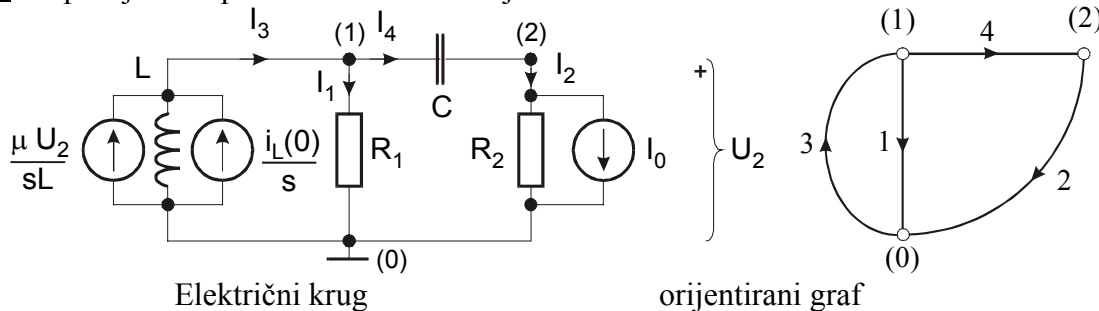 I3 (1) I4 (2)
L I1 C I2
μ U2
sL
iL(0)
s
R1 R2 I0
(0)
+
U2
(1) 4 (2)
3 1 2
(0)
Električni krug orijentirani graf